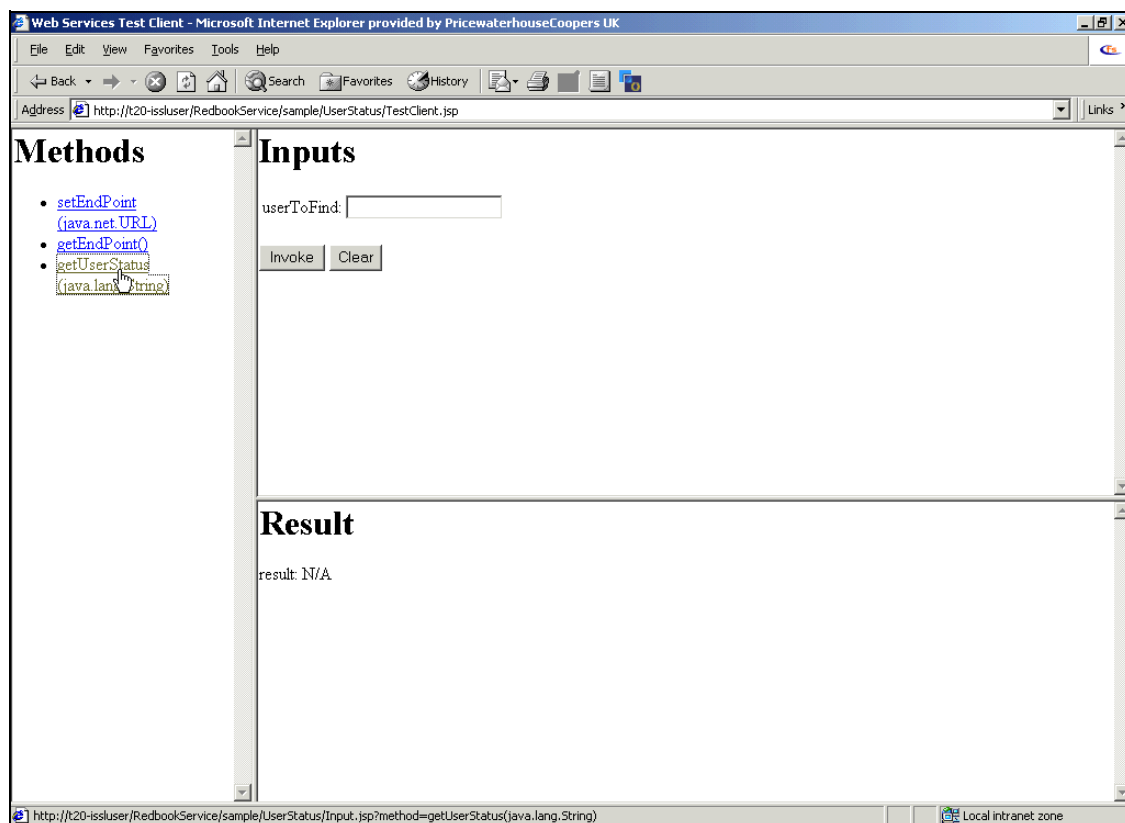 Web Services Test Client - Microsoft Internet Explorer provided by PricewaterhouseCoopers UK
File Edit View Favorites Tools Help
Back Search Favorites History
Address http://t20-issluser/RedbookService/sample/UserStatus/TestClient.jsp Links
Methods
setEndPoint
(java.net.URL)
getEndPoint()
getUserStatus
(java.lang.String)
Inputs
userToFind:
Invoke Clear
Result
result: N/A
http://t20-issluser/RedbookService/sample/UserStatus/Input.jsp?method=getUserStatus(java.lang.String) Local intranet zone